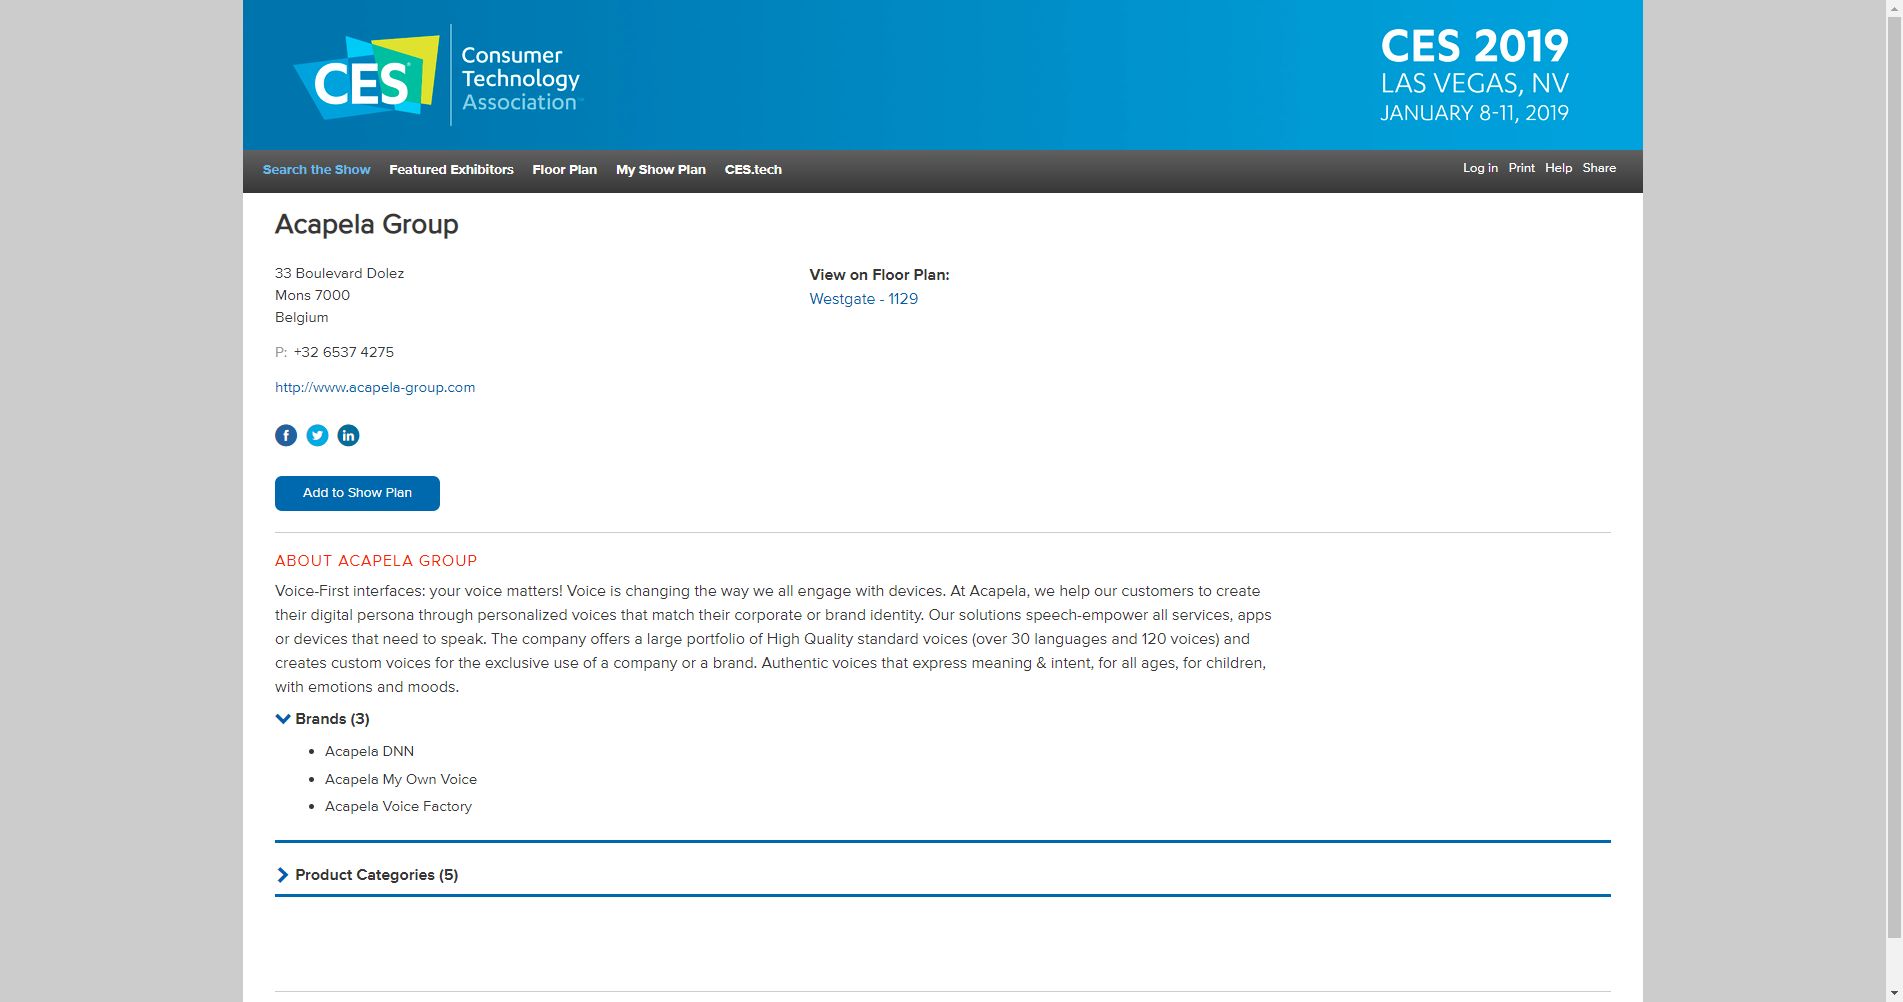 CES
Consumer
Technology
Association
CES 2019
LAS VEGAS, NV
JANUARY 8-11, 2019
Search the Show Featured Exhibitors Floor Plan My Show Plan CES.tech Log in Print Help Share
Acapela Group
33 Boulevard Dolez
Mons 7000
Belgium
P: +32 6537 4275
http://www.acapela-group.com
View on Floor Plan:
Westgate - 1129
f in
Add to Show Plan
ABOUT ACAPELA GROUP
Voice-First interfaces: your voice matters! Voice is changing the way we all engage with devices. At Acapela, we help our customers to create
their digital persona through personalized voices that match their corporate or brand identity. Our solutions speech-empower all services, apps
or devices that need to speak. The company offers a large portfolio of High Quality standard voices (over 30 languages and 120 voices) and
creates custom voices for the exclusive use of a company or a brand. Authentic voices that express meaning & intent, for all ages, for children,
with emotions and moods.
Brands (3)
• Acapela DNN
• Acapela My Own Voice
• Acapela Voice Factory
Product Categories (5)